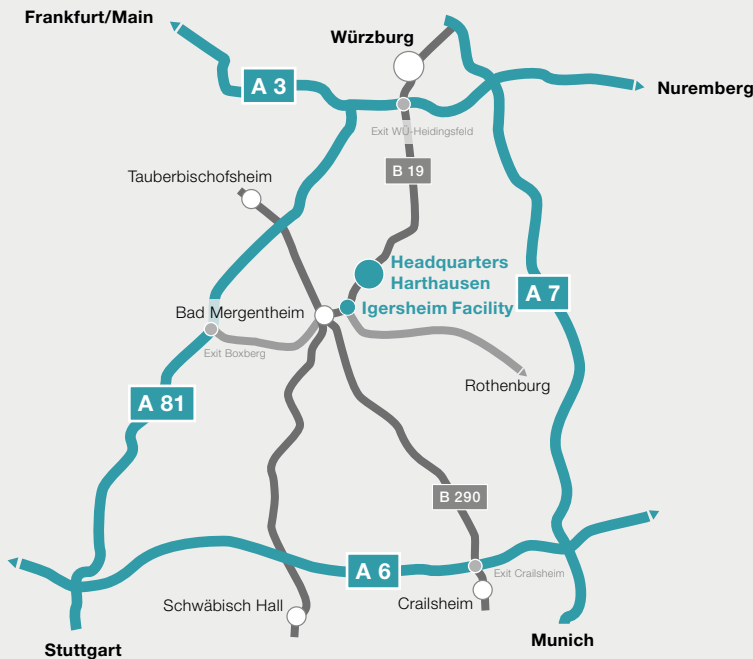 Frankfurt/Main
Würzburg
A 3
Nuremberg
Exit WÜ-Heidingsfeld
B 19
Tauberbischofsheim
Headquarters
Harthausen
A 7
Igersheim Facility
Bad Mergentheim
Exit Boxberg
Rothenburg
A 81
B 290
A 6
Exit Crailsheim
Schwäbisch Hall
Crailsheim
Munich
Stuttgart